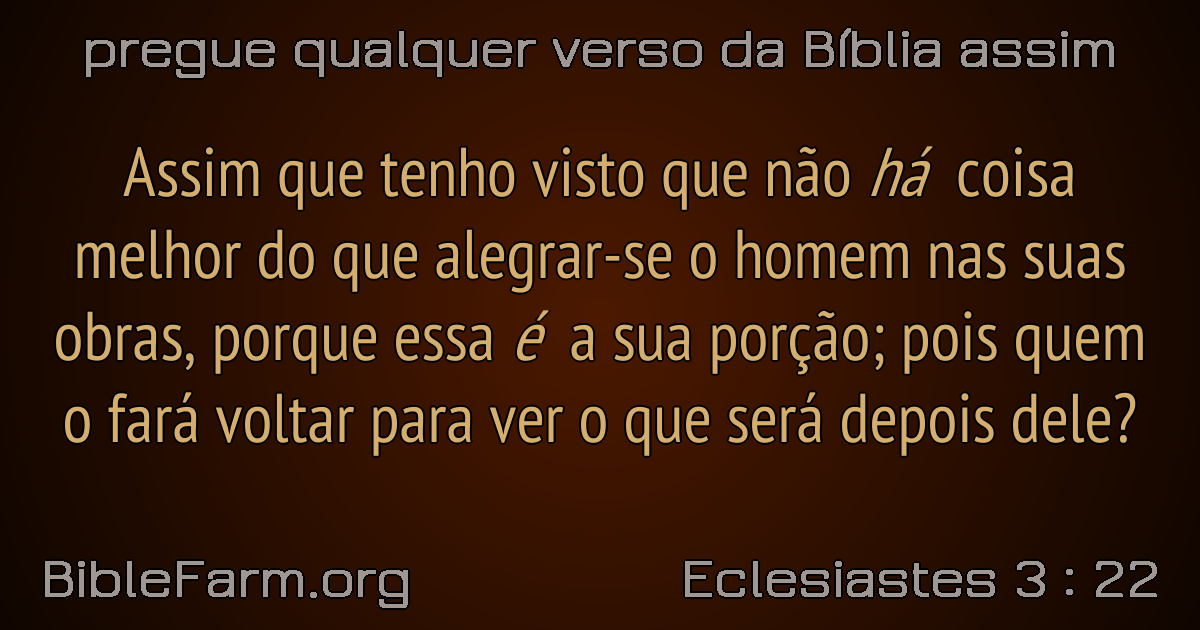 pregue qualquer verso da Bíblia assim
Assim que tenho visto que não há coisa
melhor do que alegrar-se o homem nas suas
obras, porque essa é a sua porção; pois quem
o fará voltar para ver o que será depois dele?
BibleFarm.org
Eclesiastes 3 : 22